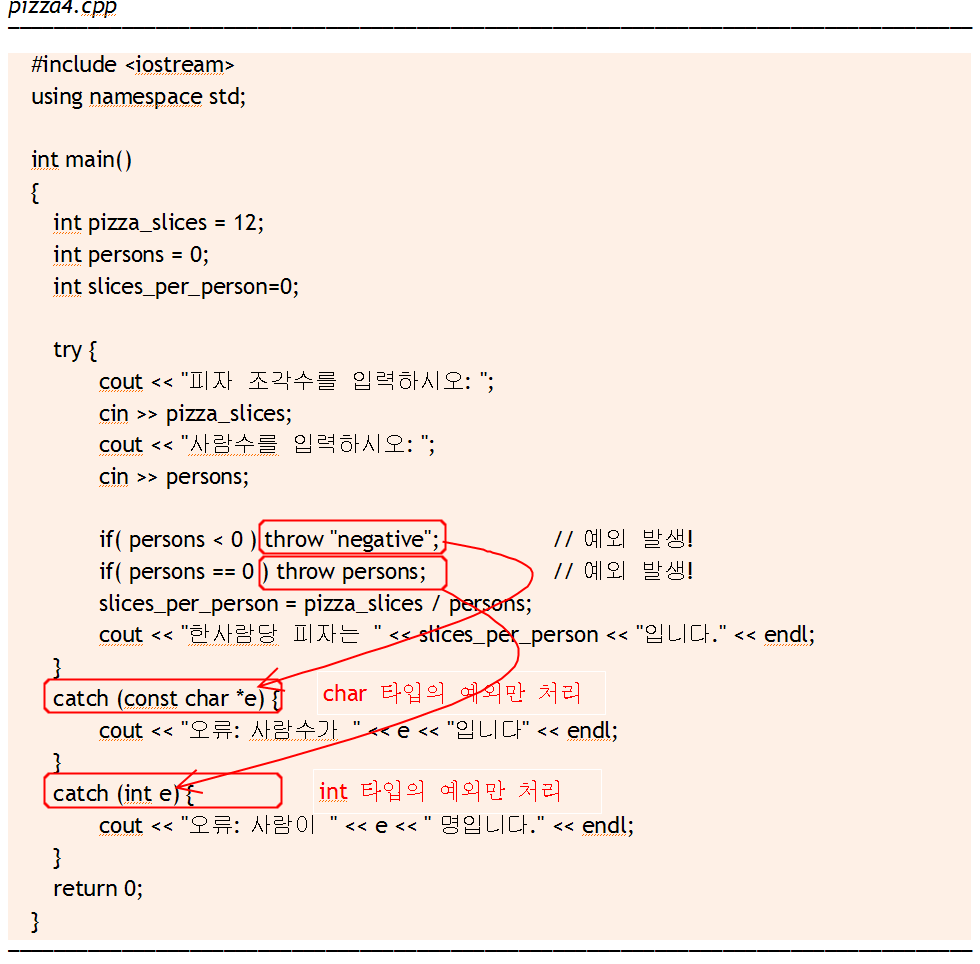 pizza4.cpp
#include <iostream>
using namespace std;
int main()
{
int pizza_slices = 12;
int persons = 0;
int slices_per_person=0;
try {
cout << "피자 조각수를 입력하시오: ";
cin >> pizza_slices;
cout << "사람수를 입력하시오: ";
cin >> persons;
if( persons < 0 ) throw "negative"; // 예외 발생!
if( persons == 0 ) throw persons; // 예외 발생!
slices_per_person = pizza_slices / persons;
cout << "한사람당 피자는 " << slices_per_person << "입니다." << endl;
}
catch (const char *e) { char 타입의 예외만 처리
cout << "오류: 사람수가 " << e << "입니다" << endl;
}
catch (int e) { int 타입의 예외만 처리
cout << "오류: 사람이 " << e << " 명입니다." << endl;
}
return 0;
}